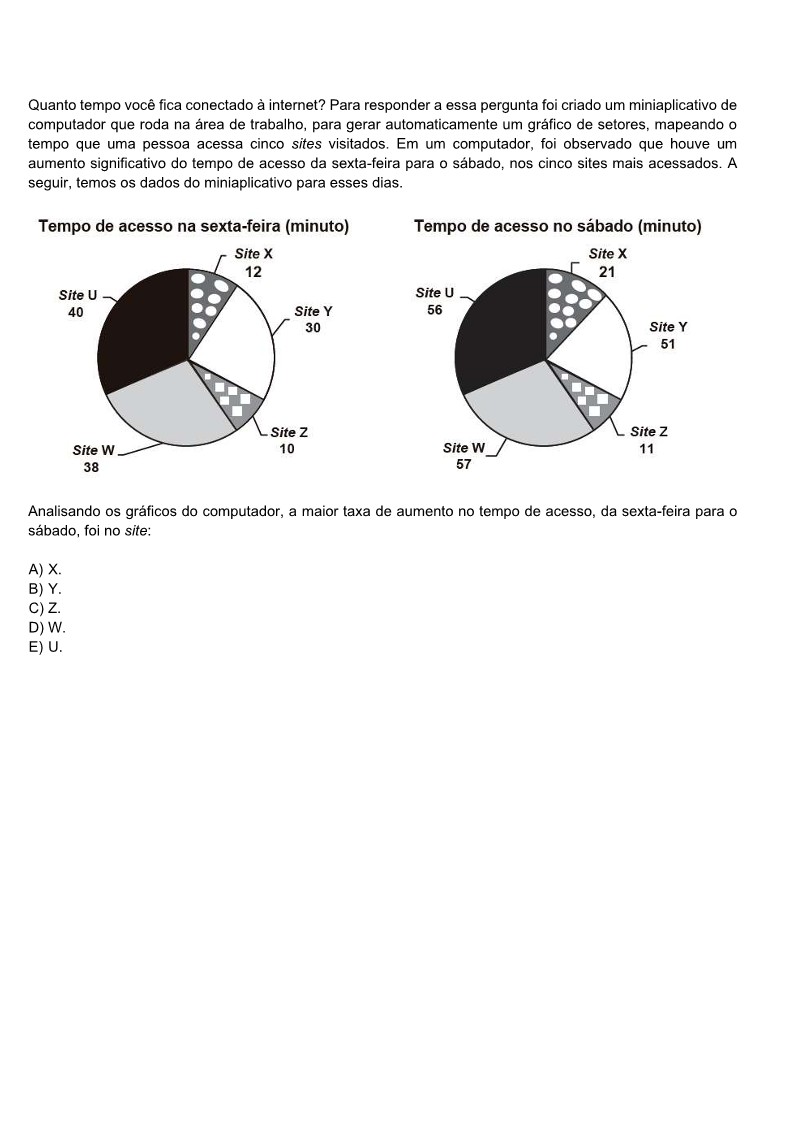 Quanto tempo você fica conectado à internet? Para responder a essa pergunta foi criado um miniaplicativo de
computador que roda na área de trabalho, para gerar automaticamente um gráfico de setores, mapeando o
tempo que uma pessoa acessa cinco sites visitados. Em um computador, foi observado que houve um
aumento significativo do tempo de acesso da sexta-feira para o sábado, nos cinco sites mais acessados. A
seguir, temos os dados do miniaplicativo para esses dias.
Tempo de acesso na sexta-feira (minuto)
Site X
12
Site U
40
Site Y
30
Site Z
10
Site W
38
Tempo de acesso no sábado (minuto)
Site X
21
Site U
56
Site Y
51
Site Z
11
Site W
57
Analisando os gráficos do computador, a maior taxa de aumento no tempo de acesso, da sexta-feira para o
sábado, foi no site:
A) X.
B) Y.
C) Z.
D) W.
E) U.